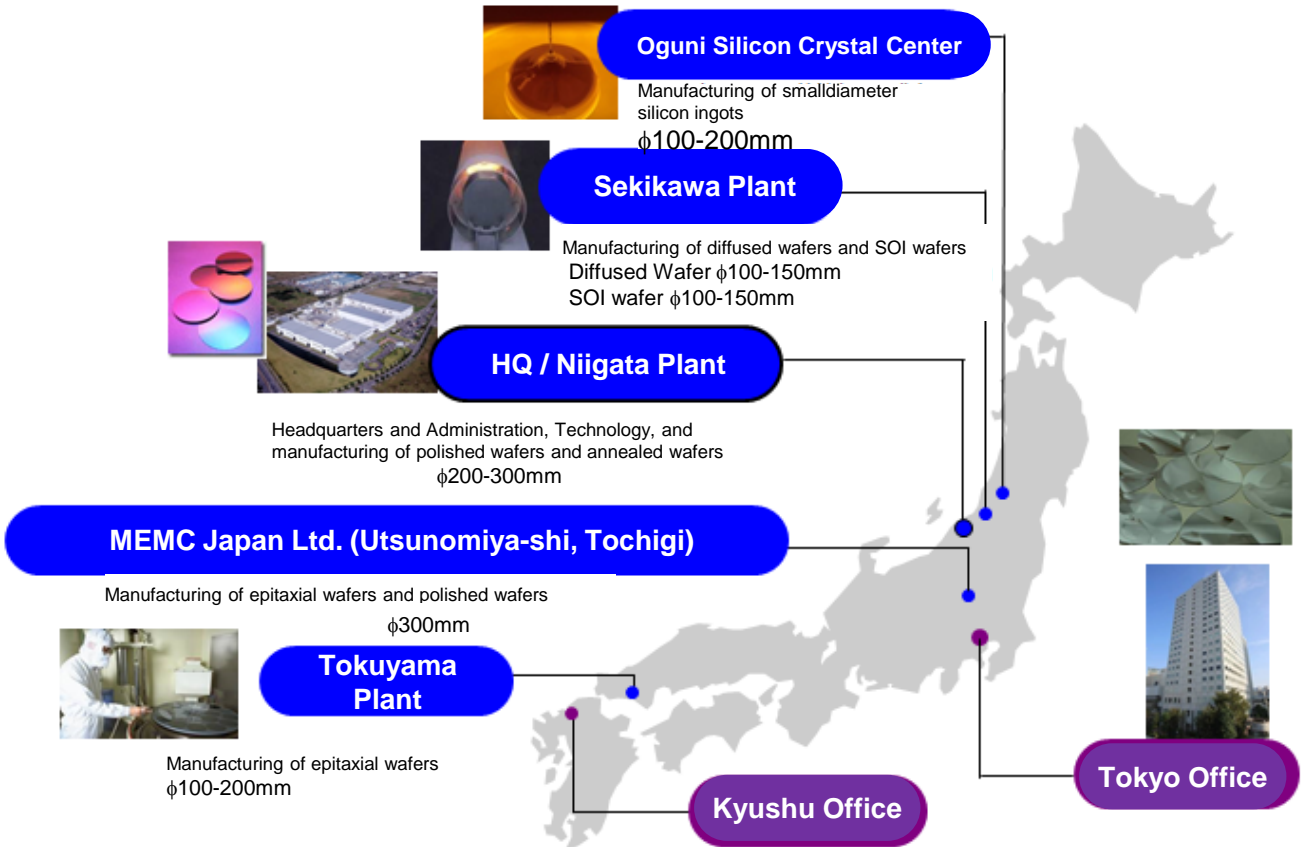 Oguni Silicon Crystal Center
Manufacturing of smalldiameter
silicon ingots
ϕ100-200mm
Sekikawa Plant
Manufacturing of diffused wafers and SOI wafers
Diffused Wafer ϕ100-150mm
SOI wafer ϕ100-150mm
HQ / Niigata Plant
Headquarters and Administration, Technology, and
manufacturing of polished wafers and annealed wafers
ϕ200-300mm
MEMC Japan Ltd. (Utsunomiya-shi, Tochigi)
Manufacturing of epitaxial wafers and polished wafers
ϕ300mm
Tokuyama
Plant
Manufacturing of epitaxial wafers
ϕ100-200mm
Kyushu Office
Tokyo Office